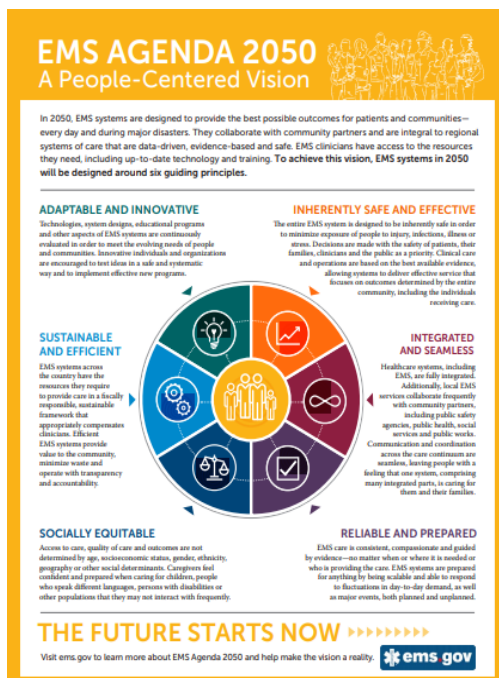 EMS AGENDA 2050
A People-Centered Vision
In 2050, EMS systems are designed to provide the best possible outcomes for patients and communities—
every day and during major disasters. They collaborate with community partners and are integral to regional
systems of care that are data-driven, evidence-based and safe. EMS clinicians have access to the resources
they need, including up-to-date technology and training. To achieve this vision, EMS systems in 2050
will be designed around six guiding principles.
ADAPTABLE AND INNOVATIVE
Technologies, system designs, educational programs
and other aspects of EMS systems are continuously
evaluated in order to meet the evolving needs of people
and communities. Innovative individuals and organizations
are encouraged to test ideas in a safe and systematic
way and to implement effective new programs.
INHERENTLY SAFE AND EFFECTIVE
The entire EMS system is designed to be inherently safe in order
to minimize exposure of people to injury, infections, illness or
stress. Decisions are made with the safety of patients, their
families, clinicians and the public as a priority. Clinical care
and operations are based on the best available evidence,
allowing systems to deliver effective service that
focuses on outcomes determined by the entire
community, including the individuals
receiving care.
SUSTAINABLE
AND EFFICIENT
EMS systems across
the country have the
resources they require
to provide care in a fiscally
responsible, sustainable
framework that
appropriately compensates
clinicians. Efficient
EMS systems provide
value to the community,
minimize waste and
operate with transparency
and accountability.
INTEGRATED
AND SEAMLESS
Healthcare systems, including
EMS, are fully integrated.
Additionally, local EMS
services collaborate frequently
with community partners,
including public safety
agencies, public health, social
services and public works.
Communication and coordination
across the care continuum are
seamless, leaving people with a
feeling that one system, comprising
many integrated parts, is caring for
them and their families.
SOCIALLY EQUITABLE
Access to care, quality of care and outcomes are not
determined by age, socioeconomic status, gender, ethnicity,
geography or other social determinants. Caregivers feel
confident and prepared when caring for children, people
who speak different languages, persons with disabilities or
other populations that they may not interact with frequently.
RELIABLE AND PREPARED
EMS care is consistent, compassionate and guided
by evidence—no matter when or where it is needed or
who is providing the care. EMS systems are prepared
for anything by being scalable and able to respond
to fluctuations in day-to-day demand, as well
as major events, both planned and unplanned.
THE FUTURE STARTS NOW
Visit ems.gov to learn more about EMS Agenda 2050 and help make the vision a reality.
ems.gov